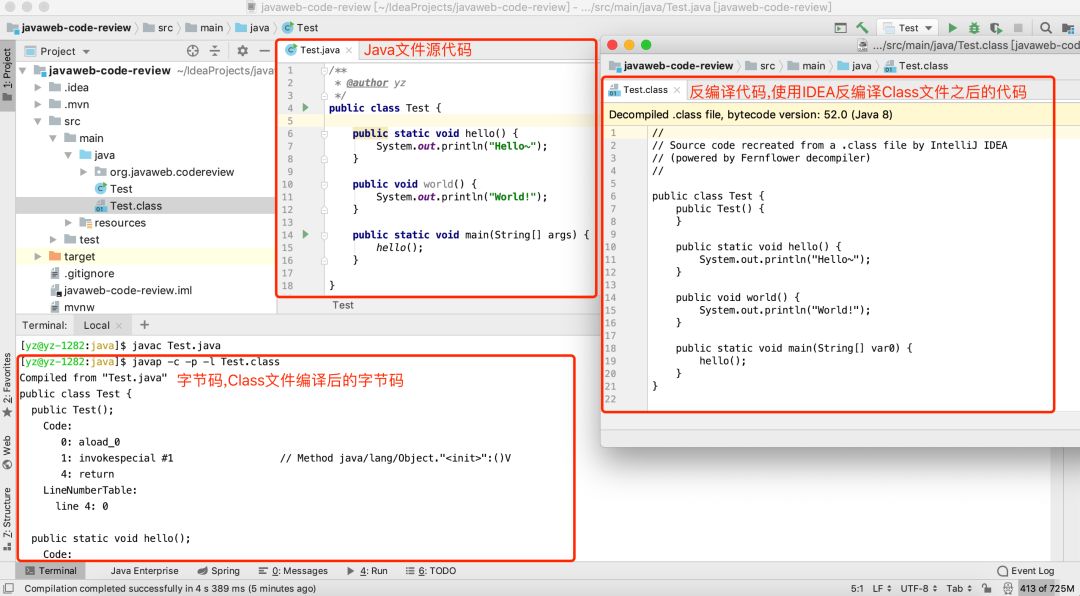 javaweb-code-review [~/IdeaProjects/javaweb-code-review] - .../src/main/java/Test.java [javaweb-code-review]
javaweb-code-review src main java Test
Test
Project
1: Project
javaweb-code-review ~/IdeaProjects/java
.idea
.mvn
src
main
java
org.javaweb.codereview
Test
Test.class
resources
test
target
.gitignore
javaweb-code-review.iml
mvnw
Test.java
Java文件源代码
1 /**
2 * @author yz
3 */
4 public class Test {
5
6 public static void hello() {
7 System.out.println("Hello~");
8 }
9
10 public void world() {
11 System.out.println("World!");
12 }
13
14 public static void main(String[] args) {
15 hello();
16 }
17
18 }
Test
.../src/main/java/Test.class [javaweb-cod
javaweb-code-review src main java Test.class
Test.class
反编译代码,使用IDEA反编译Class文件之后的代码
Decompiled .class file, bytecode version: 52.0 (Java 8)
1 //
2 // Source code recreated from a .class file by IntelliJ IDEA
3 // (powered by Fernflower decompiler)
4 //
5
6 public class Test {
7 public Test() {
8 }
9
10 public static void hello() {
11 System.out.println("Hello~");
12 }
13
14 public void world() {
15 System.out.println("World!");
16 }
17
18 public static void main(String[] var0) {
19 hello();
20 }
21 }
22
Terminal: Local
[yz@yz-1282:java]$ javac Test.java
[yz@yz-1282:java]$ javap -c -p -l Test.class
Compiled from "Test.java"
字节码,Class文件编译后的字节码
public class Test {
public Test();
Code:
0: aload_0
1: invokespecial #1 // Method java/lang/Object."<init>":()V
4: return
LineNumberTable:
line 4: 0
public static void hello();
Code:
2: Favorites
Web
7: Structure
Terminal Java Enterprise Spring 0: Messages 4: Run 6: TODO Event Log
Compilation completed successfully in 4 s 389 ms (5 minutes ago) 5:1 LF UTF-8 Tab 413 of 725M